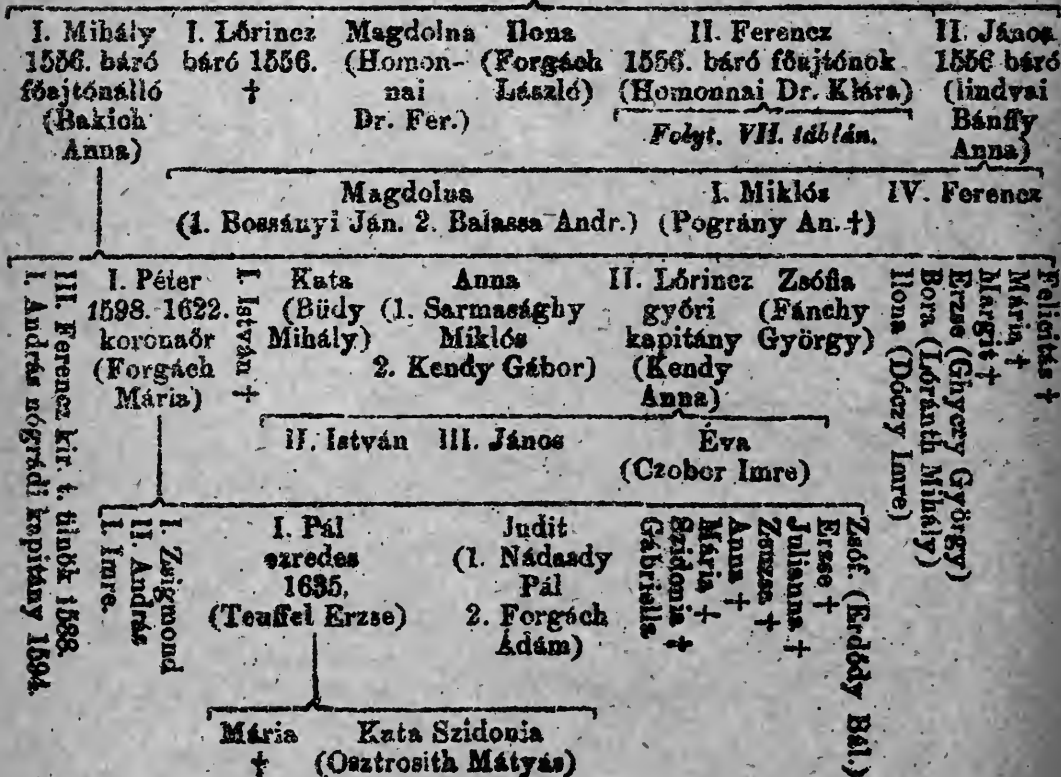 I. Mihály
1556. báró
főajtónálló
(Bakich
Anna)
I. Lőrincz
báró 1556.
†
Magdolna
(Homon-
nai
Dr. Fer.)
Ilona
(Forgách
László)
II. Ferencz
1556. báró főajtónok
(Homonnai Dr. Klára)
Folyt. VII. táblán.
II. János
1556 báró
(lindvai
Bánffy
Anna)
Magdolna
(1. Bossányi Ján. 2. Balassa Andr.)
I. Miklós
(Pográny An. †)
IV. Ferencz
I. András nógrádi kapitány 1594.
III. Ferencz kir. t. ülnök 1588.
I. Péter
1598. 1622.
koronaőr
(Forgách
Mária)
I. István †
Kata
(Büdy
Mihály)
Anna
(1. Sarmasághy
Miklós
2. Kendy Gábor)
II. Lőrincz
győri
kapitány
(Kendy
Anna)
Zsófia
(Fánchy
György)
Ilona (Dóczy Imre)
Bora (Lóránth Mihály)
Erzse (Ghyczy György)
Margit †
Mária †
Felicitás †
II. István
III. János
Éva
(Czobor Imre)
I. Imre.
II. András
I. Zsigmond
I. Pál
ezredes
1635.
(Teuffel Erzse)
Judit
(1. Nádasdy
Pál
2. Forgách
Ádám)
Gábriella
Szidonia †
Mária †
Anna †
Zsuzsa †
Julianna †
Erzse †
Zsóf. (Erdődy Bál.)
Mária
†
Kata Szidonia
(Osztrosith Mátyás)